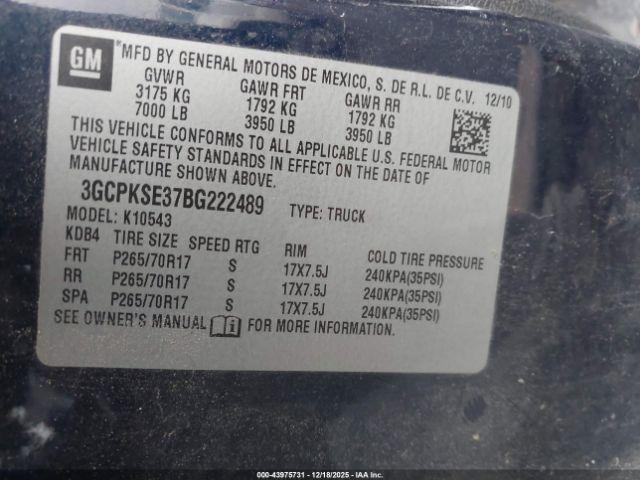 GM
*MFD BY GENERAL MOTORS DE MEXICO, S. DE R.L. DE C.V. 12/10
GVWR GAWR FRT GAWR RR
3175 KG 1792 KG 1792 KG
7000 LB 3950 LB 3950 LB
THIS VEHICLE CONFORMS TO ALL APPLICABLE U.S. FEDERAL MOTOR
VEHICLE SAFETY STANDARDS IN EFFECT ON THE DATE OF
MANUFACTURE SHOWN ABOVE.
3GCPKSE37BG222489 TYPE: TRUCK
MODEL: K10543
KDB4 TIRE SIZE SPEED RTG RIM COLD TIRE PRESSURE
FRT P265/70R17 S 17X7.5J 240KPA(35PSI)
RR P265/70R17 S 17X7.5J 240KPA(35PSI)
SPA P265/70R17 S 17X7.5J 240KPA(35PSI)
SEE OWNER'S MANUAL FOR MORE INFORMATION.
000-43975731 - 12/18/2025 - IAA, Inc.